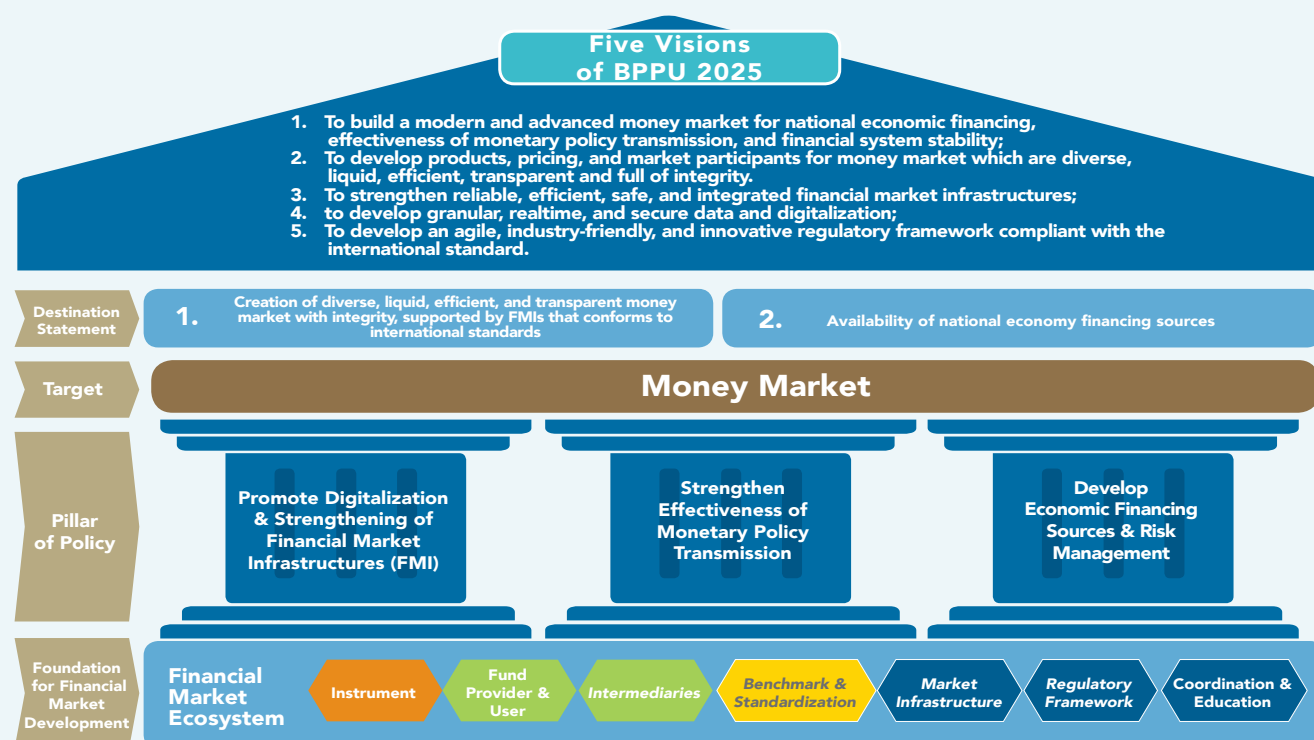 Five Visions
of BPPU 2025
1. To build a modern and advanced money market for national economic financing,
effectiveness of monetary policy transmission, and financial system stability;
2. To develop products, pricing, and market participants for money market which are diverse,
liquid, efficient, transparent and full of integrity.
3. To strengthen reliable, efficient, safe, and integrated financial market infrastructures;
4. to develop granular, realtime, and secure data and digitalization;
5. To develop an agile, industry-friendly, and innovative regulatory framework compliant with the
international standard.
Destination
Statement
1.
Creation of diverse, liquid, efficient, and transparent money
market with integrity, supported by FMIs that conforms to
international standards
2.
Availability of national economy financing sources
Target
Money Market
Pillar
of Policy
Promote Digitalization
& Strengthening of
Financial Market
Infrastructures (FMI)
Strengthen
Effectiveness of
Monetary Policy
Transmission
Develop
Economic Financing
Sources & Risk
Management
Foundation
for Financial
Market
Development
Financial
Market
Ecosystem
Instrument
Fund
Provider &
User
Intermediaries
Benchmark &
Standardization
Market
Infrastructure
Regulatory
Framework
Coordination &
Education